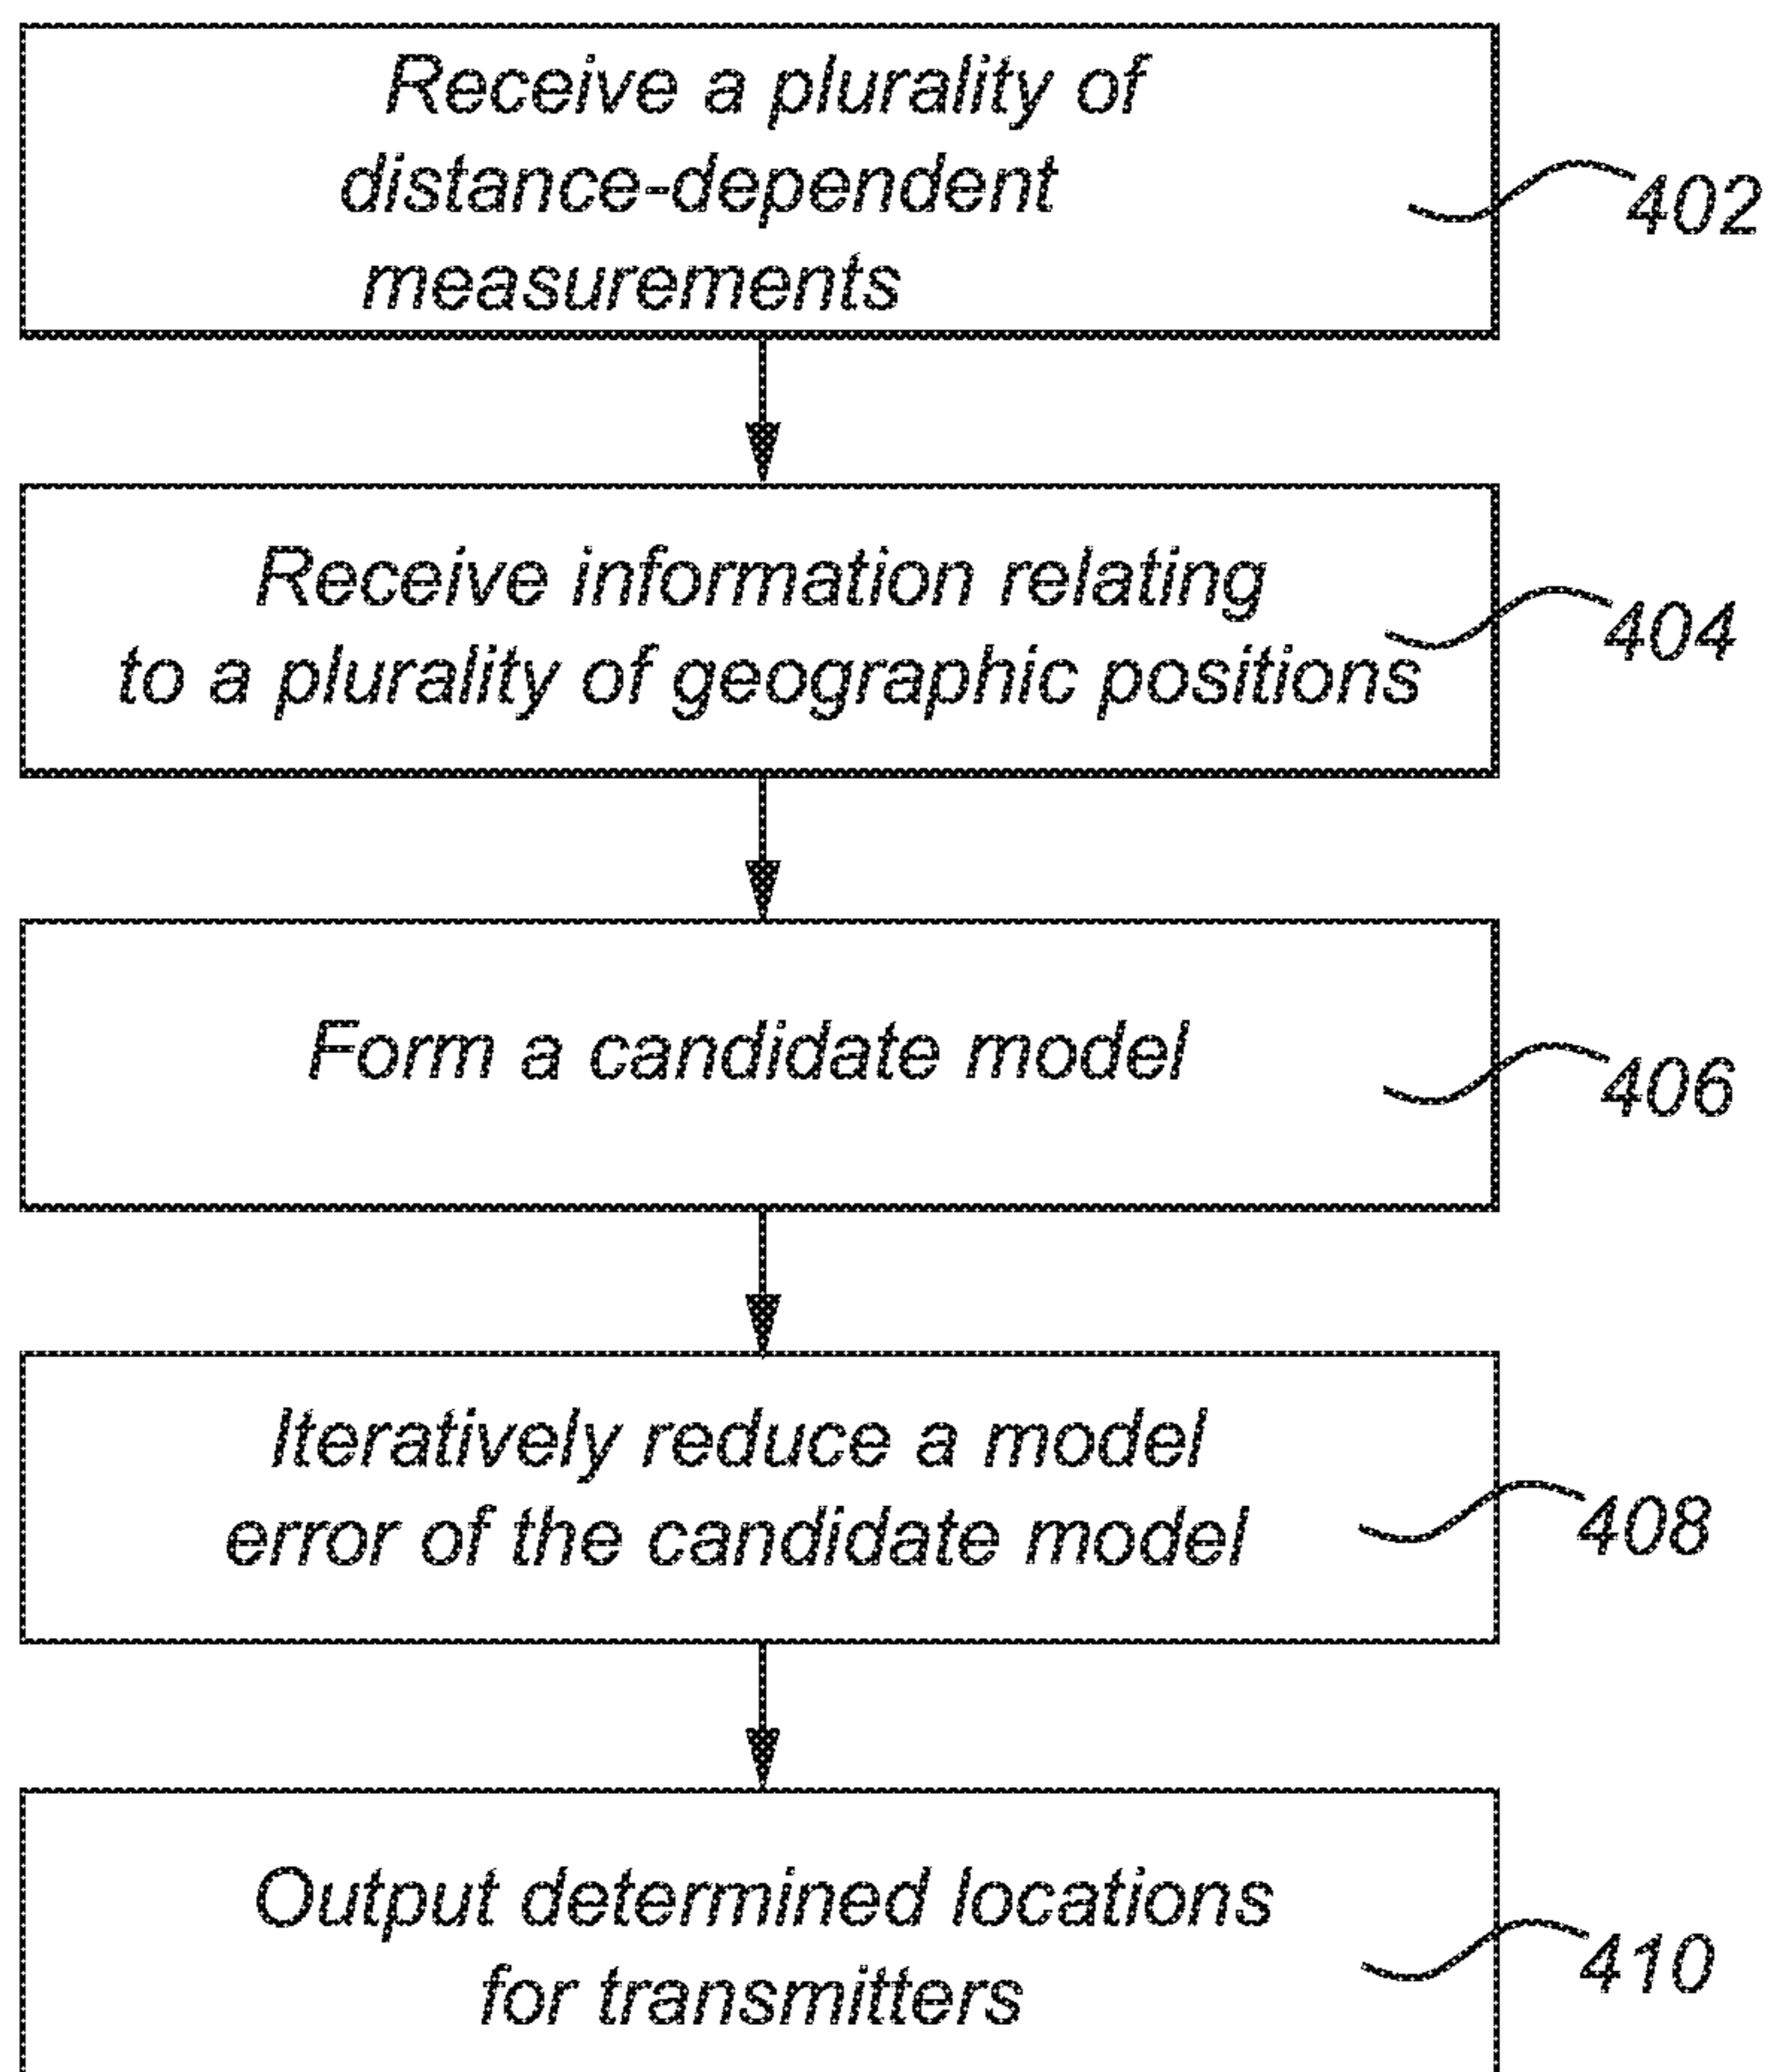 Receive a plurality of
distance-dependent
measurements
402
Receive information relating
to a plurality of geographic positions
404
Form a candidate model
406
Iteratively reduce a model
error of the candidate model
408
Output determined locations
for transmitters
410